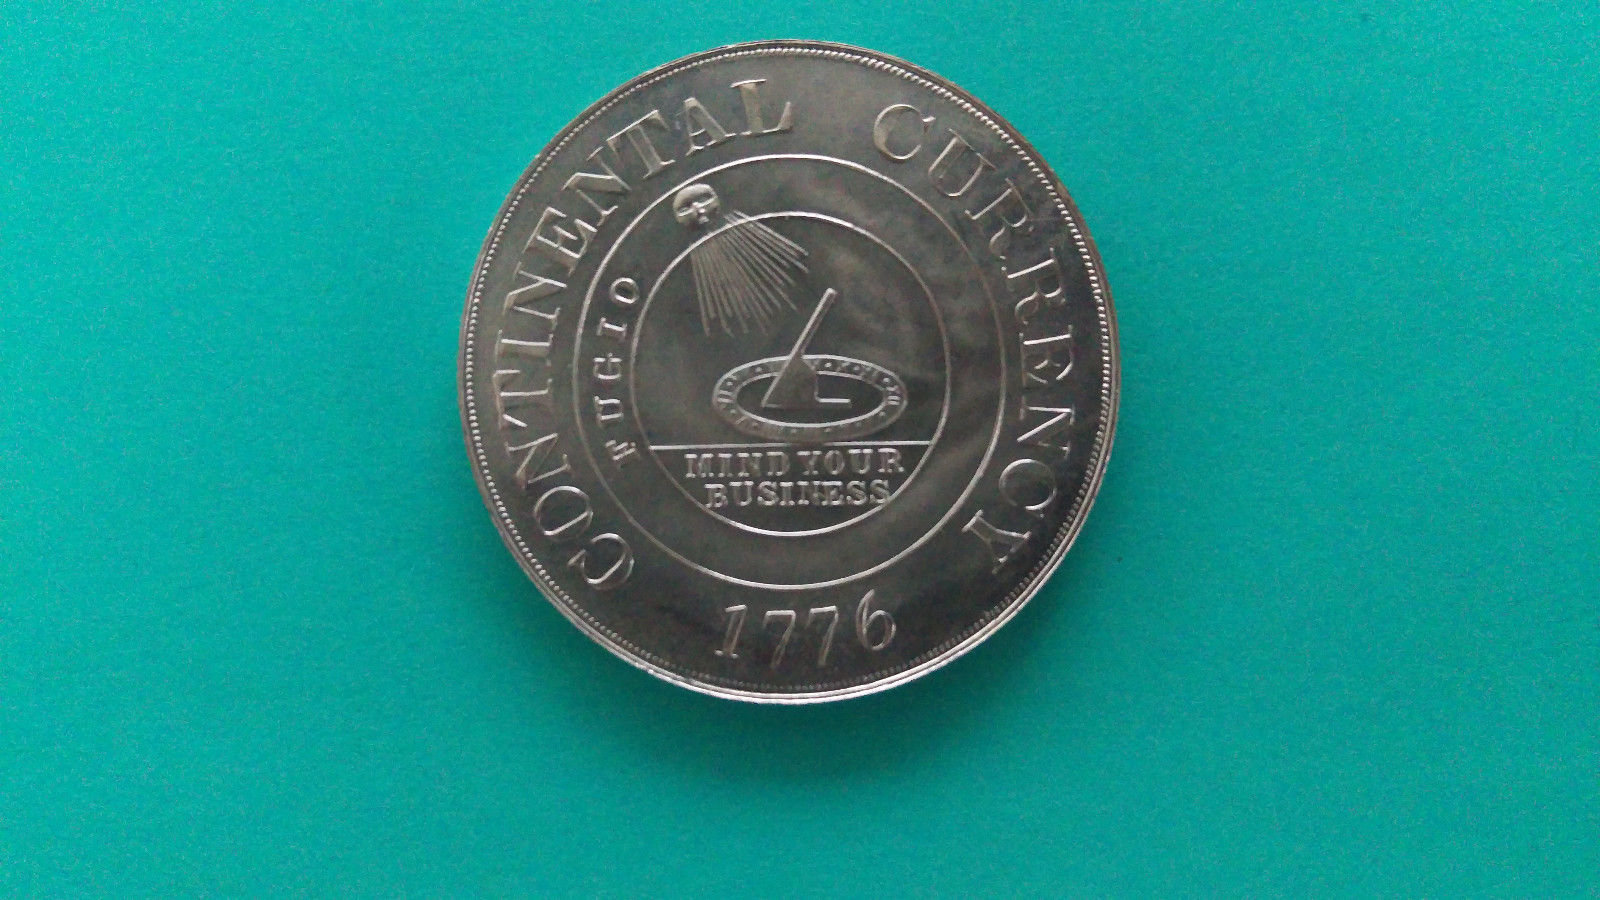 CONTINENTAL CURRENCY
1776
FUGIO
MIND YOUR
BUSINESS